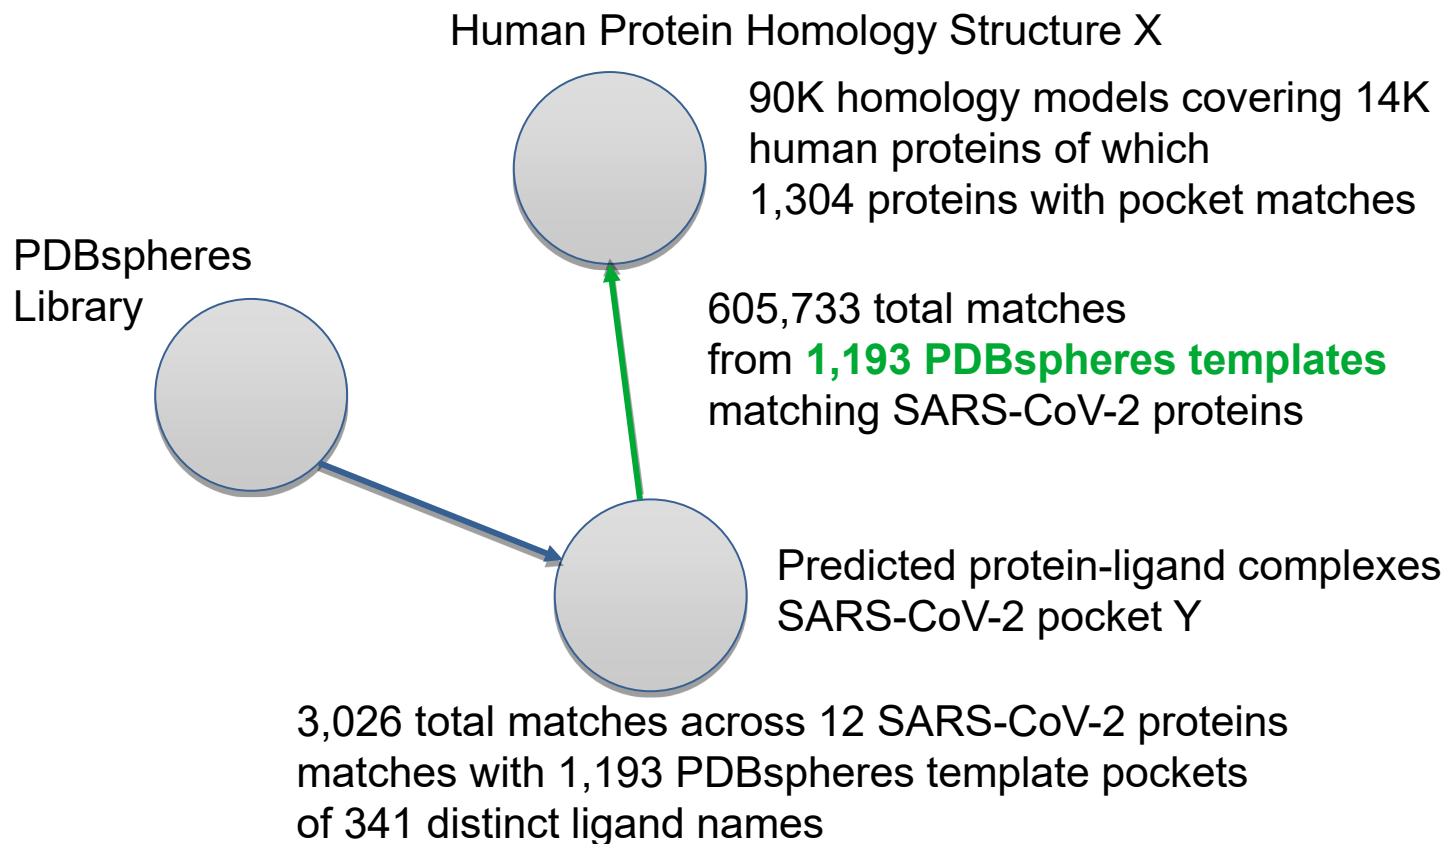 Human Protein Homology Structure X
90K homology models covering 14K
human proteins of which
1,304 proteins with pocket matches
PDBspheres
Library
605,733 total matches
from 1,193 PDBspheres templates
matching SARS-CoV-2 proteins
Predicted protein-ligand complexes
SARS-CoV-2 pocket Y
3,026 total matches across 12 SARS-CoV-2 proteins
matches with 1,193 PDBspheres template pockets
of 341 distinct ligand names